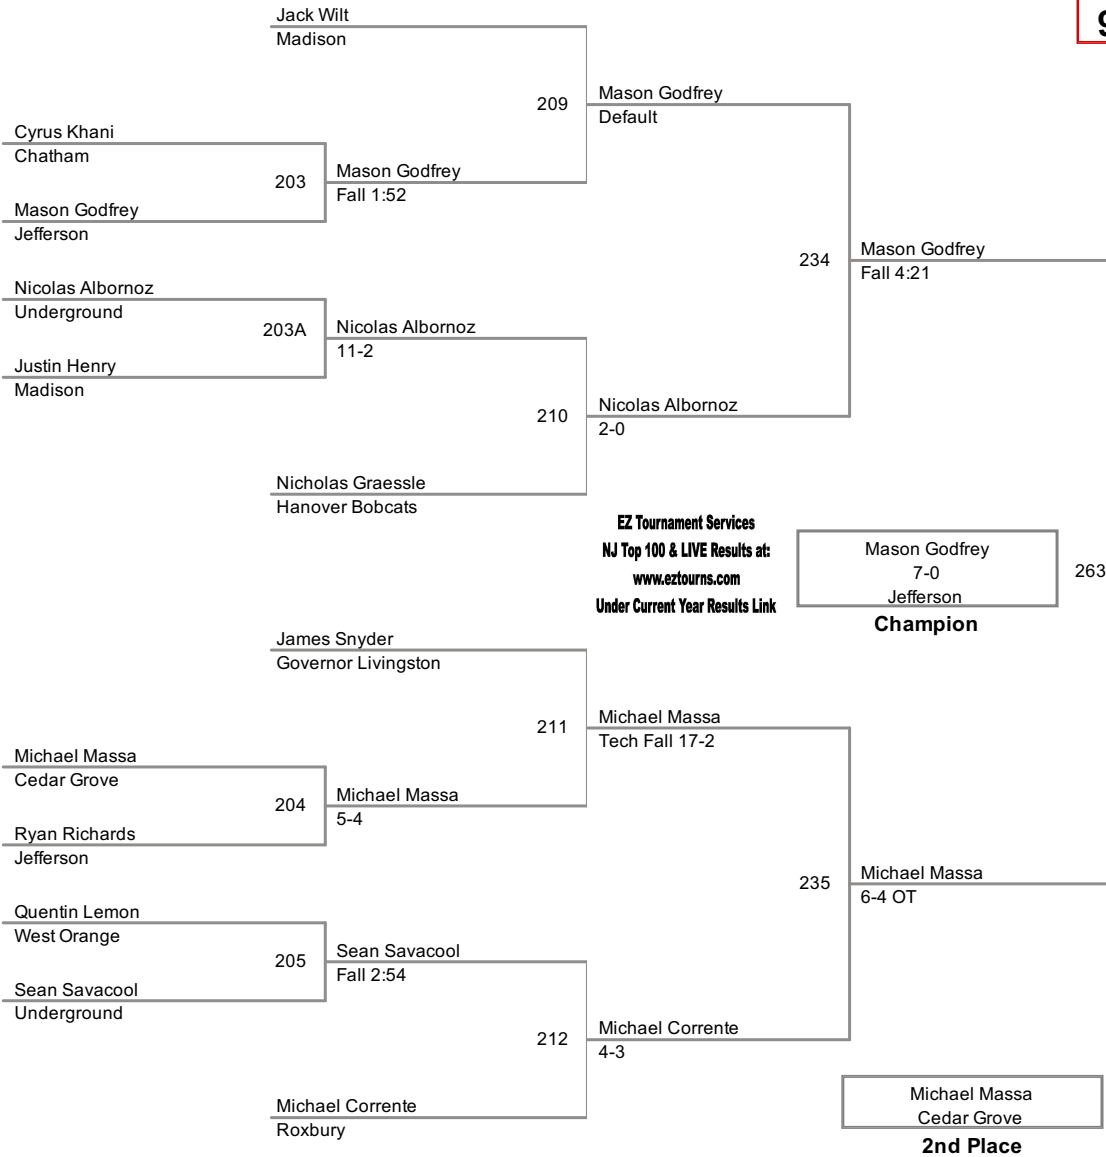 Jack Wilt
Madison
9
209
Mason Godfrey
Default
Cyrus Khani
Chatham
203
Mason Godfrey
Fall 1:52
Mason Godfrey
Jefferson
234
Mason Godfrey
Fall 4:21
Nicolas Albornoz
Underground
203A
Nicolas Albornoz
11-2
Justin Henry
Madison
210
Nicolas Albornoz
2-0
Nicholas Graessle
Hanover Bobcats
EZ Tournament Services
NJ Top 100 & LIVE Results at:
www.eztourns.com
Under Current Year Results Link
Mason Godfrey
7-0
Jefferson
263
Champion
James Snyder
Governor Livingston
211
Michael Massa
Tech Fall 17-2
Michael Massa
Cedar Grove
204
Michael Massa
5-4
Ryan Richards
Jefferson
235
Michael Massa
6-4 OT
Quentin Lemon
West Orange
205
Sean Savacool
Fall 2:54
Sean Savacool
Underground
212
Michael Corrente
4-3
Michael Corrente
Roxbury
Michael Massa
Cedar Grove
2nd Place